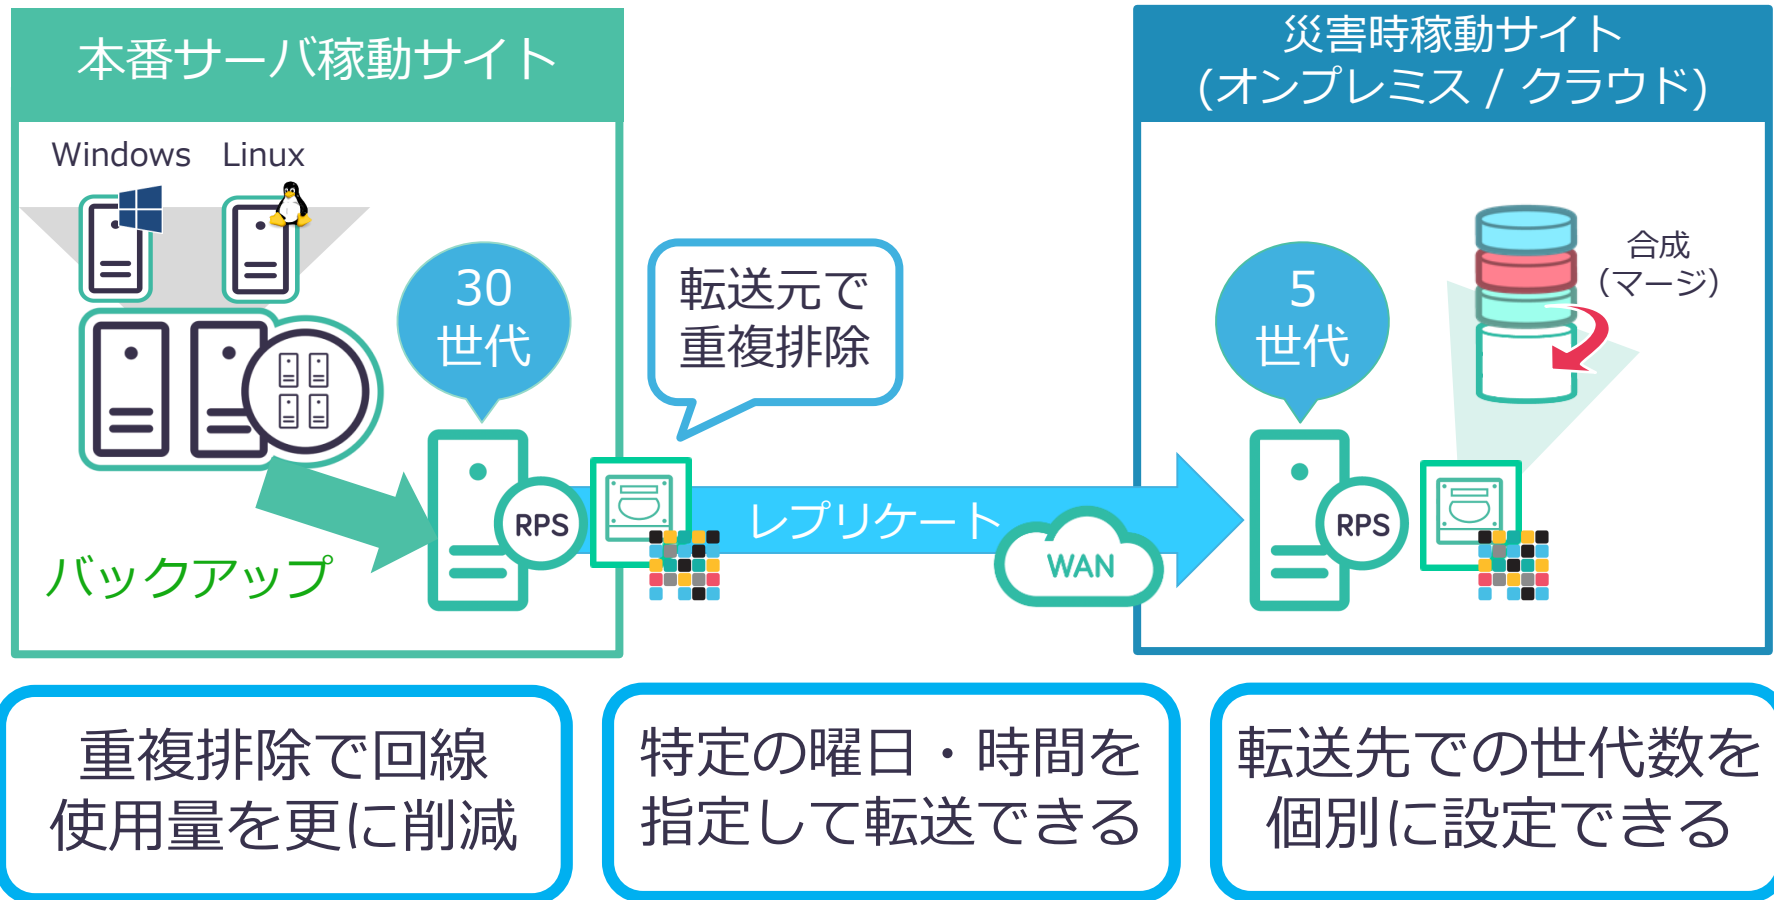 本番サーバ稼動サイト
災害時稼動サイト
(オンプレミス / クラウド)
Windows
Linux
30
世代
転送元で
重複排除
5
世代
合成
(マージ)
RPS
レプリケート
WAN
RPS
バックアップ
重複排除で回線
使用量を更に削減
特定の曜日・時間を
指定して転送できる
転送先での世代数を
個別に設定できる